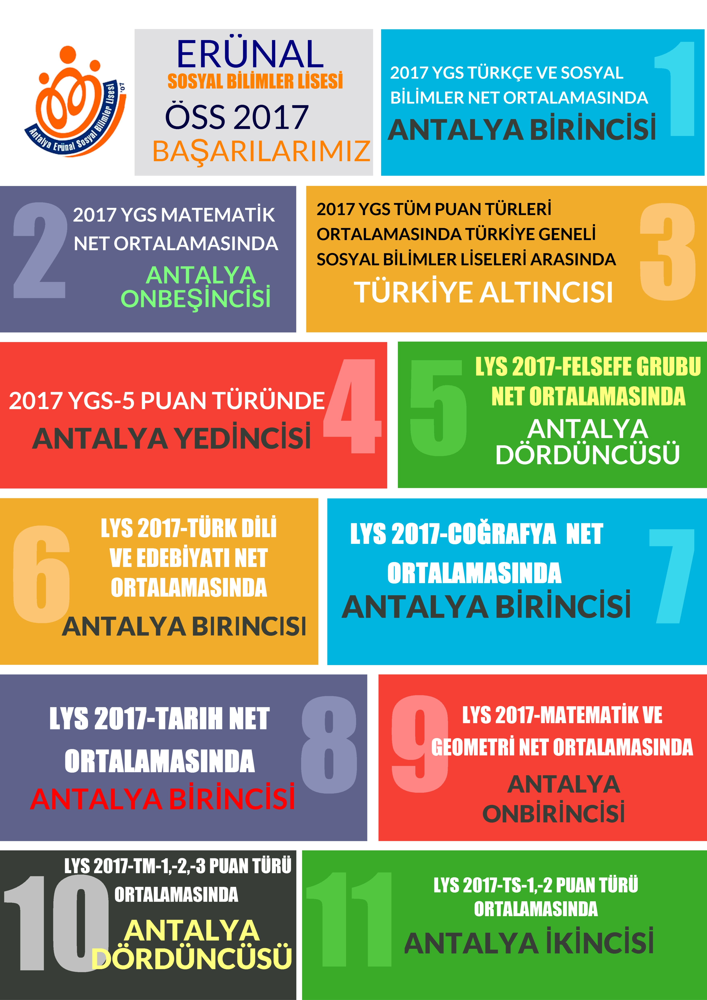 Antalya Erünal Sosyal Bilimler Lisesi '07
ERÜNAL
SOSYAL BİLİMLER LİSESİ
ÖSS 2017
BAŞARILARIMIZ
1
2017 YGS TÜRKÇE VE SOSYAL
BİLİMLER NET ORTALAMASINDA
ANTALYA BİRİNCİSİ
2
2017 YGS MATEMATİK
NET ORTALAMASINDA
ANTALYA
ONBEŞİNCİSİ
3
2017 YGS TÜM PUAN TÜRLERİ
ORTALAMASINDA TÜRKİYE GENELİ
SOSYAL BİLİMLER LİSELERİ ARASINDA
TÜRKİYE ALTINCISI
4
2017 YGS-5 PUAN TÜRÜNDE
ANTALYA YEDİNCİSİ
5
LYS 2017-FELSEFE GRUBU
NET ORTALAMASINDA
ANTALYA
DÖRDÜNCÜSÜ
6
LYS 2017-TÜRK DİLİ
VE EDEBİYATI NET
ORTALAMASINDA
ANTALYA BIRINCISI
7
LYS 2017-COĞRAFYA NET
ORTALAMASINDA
ANTALYA BİRİNCİSİ
8
LYS 2017-TARIH NET
ORTALAMASINDA
ANTALYA BİRİNCİSİ
9
LYS 2017-MATEMATİK VE
GEOMETRİ NET ORTALAMASINDA
ANTALYA
ONBİRİNCİSİ
10
LYS 2017-TM-1,-2,-3 PUAN TÜRÜ
ORTALAMASINDA
ANTALYA
DÖRDÜNCÜSÜ
11
LYS 2017-TS-1,-2 PUAN TÜRÜ
ORTALAMASINDA
ANTALYA İKİNCİSİ